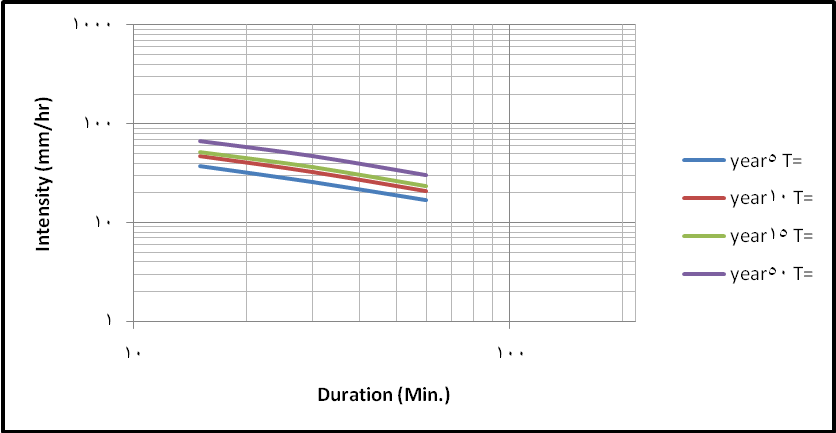 ١٠٠٠
١٠٠
١٠
١
Intensity (mm/hr)
١٠
١٠٠
Duration (Min.)
year٥ T=
year١٠ T=
year١٥ T=
year٥٠ T=